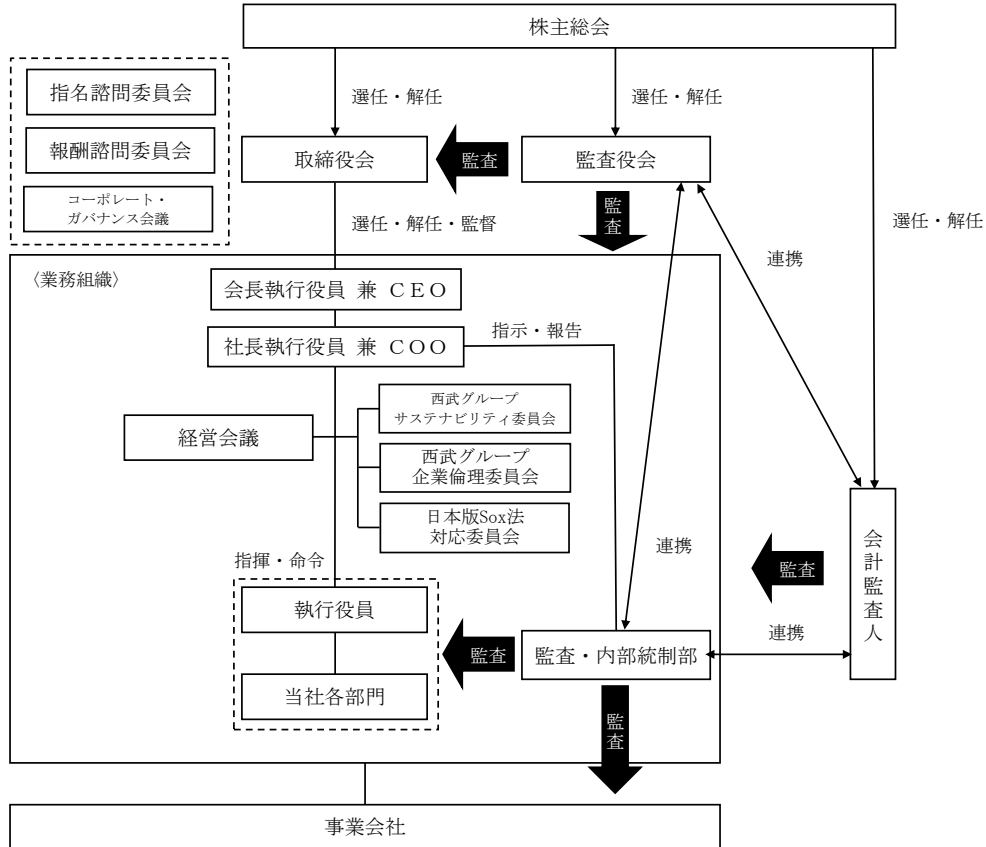 株主総会
指名諮問委員会
報酬諮問委員会
コーポレート・
ガバナンス会議
選任・解任
選任・解任
取締役会
監査
監査役会
選任・解任・監督
監査
選任・解任
連携
〈業務組織〉
会長執行役員 兼 CEO
社長執行役員 兼 COO
指示・報告
経営会議
西武グループ
サステナビリティ委員会
西武グループ
企業倫理委員会
日本版Sox法
対応委員会
連携
指揮・命令
執行役員
当社各部門
監査
監査・内部統制部
監査
連携
会計監査人
監査
事業会社